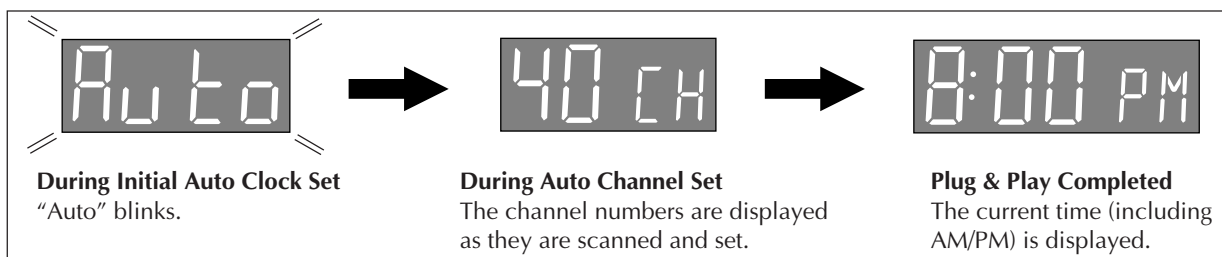 Auto
40 CH
8:00 PM
During Initial Auto Clock Set
“Auto” blinks.
During Auto Channel Set
The channel numbers are displayed
as they are scanned and set.
Plug & Play Completed
The current time (including
AM/PM) is displayed.